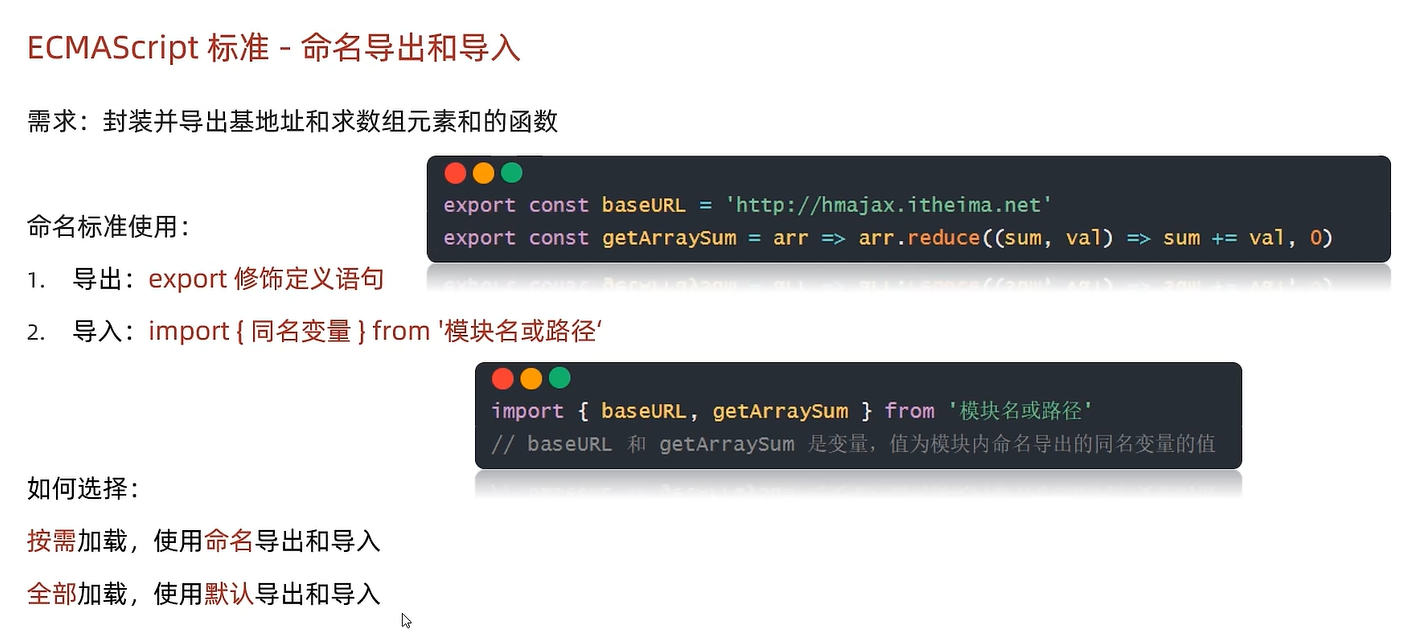 ECMAScript 标准 - 命名导出和导入
需求：封装并导出基地址和求数组元素和的函数
export const baseURL = 'http://hmajax.itheima.net'
export const getArraySum = arr => arr.reduce((sum, val) => sum += val, 0)
命名标准使用：
1. 导出：export 修饰定义语句
2. 导入：import { 同名变量 } from '模块名或路径‘
import { baseURL, getArraySum } from '模块名或路径'
// baseURL 和 getArraySum 是变量，值为模块内命名导出的同名变量的值
如何选择：
按需加载，使用命名导出和导入
全部加载，使用默认导出和导入